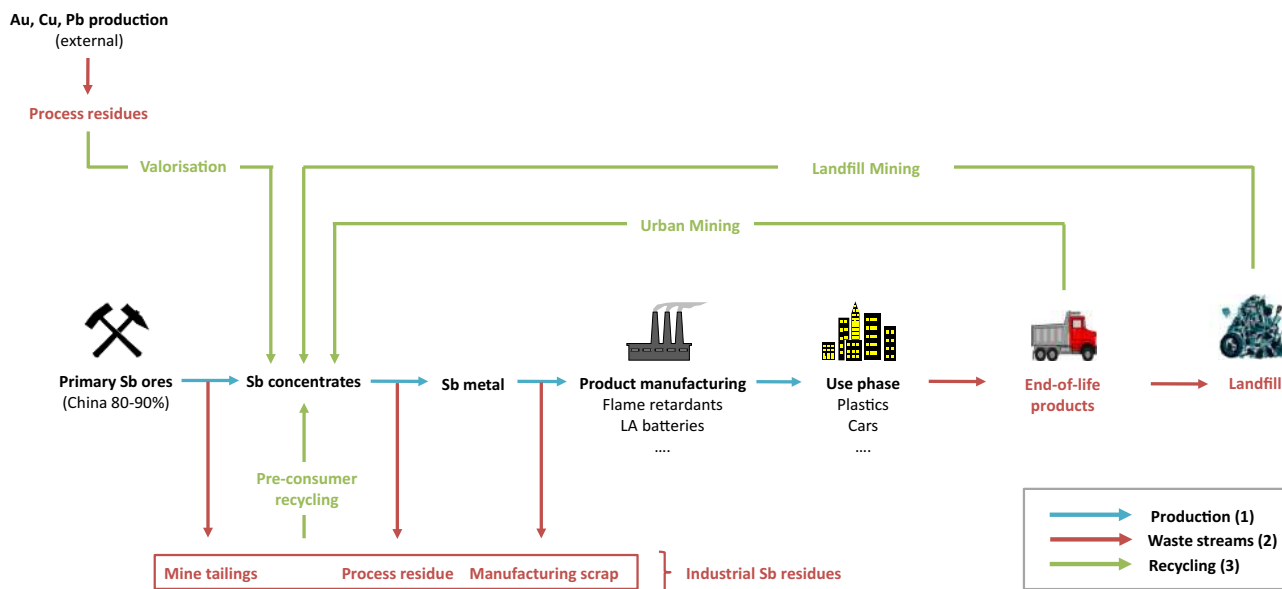 Au, Cu, Pb production
(external)
Process residues
Valorisation
Landfill Mining
Urban Mining
Primary Sb ores
(China 80-90%)
Sb concentrates
Sb metal
Product manufacturing
Flame retardants
LA batteries
....
Use phase
Plastics
Cars
....
End-of-life
products
Landfill
Pre-consumer
recycling
Mine tailings
Process residue
Manufacturing scrap
Industrial Sb residues
Production (1)
Waste streams (2)
Recycling (3)